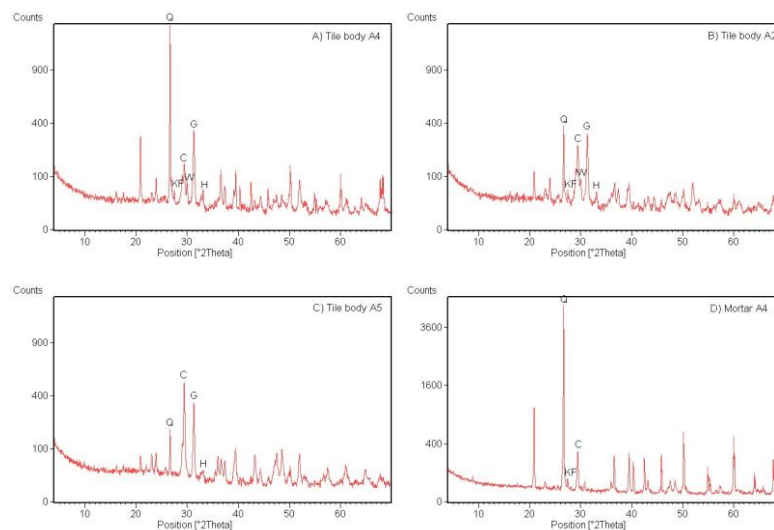 Counts
Q
A) Tile body A4
900
400
G
C
KF
W
100
H
0
10 20 30 40 50 60
Position [°2Theta]
Counts
B) Tile body A2
900
400
Q
G
C
W
100
KF
H
0
10 20 30 40 50 60
Position [°2Theta]
Counts
C) Tile body A5
900
C
400
G
Q
100
H
0
10 20 30 40 50 60
Position [°2Theta]
Counts
Q
D) Mortar A4
3600
1600
400
C
KF
0
10 20 30 40 50 60
Position [°2Theta]